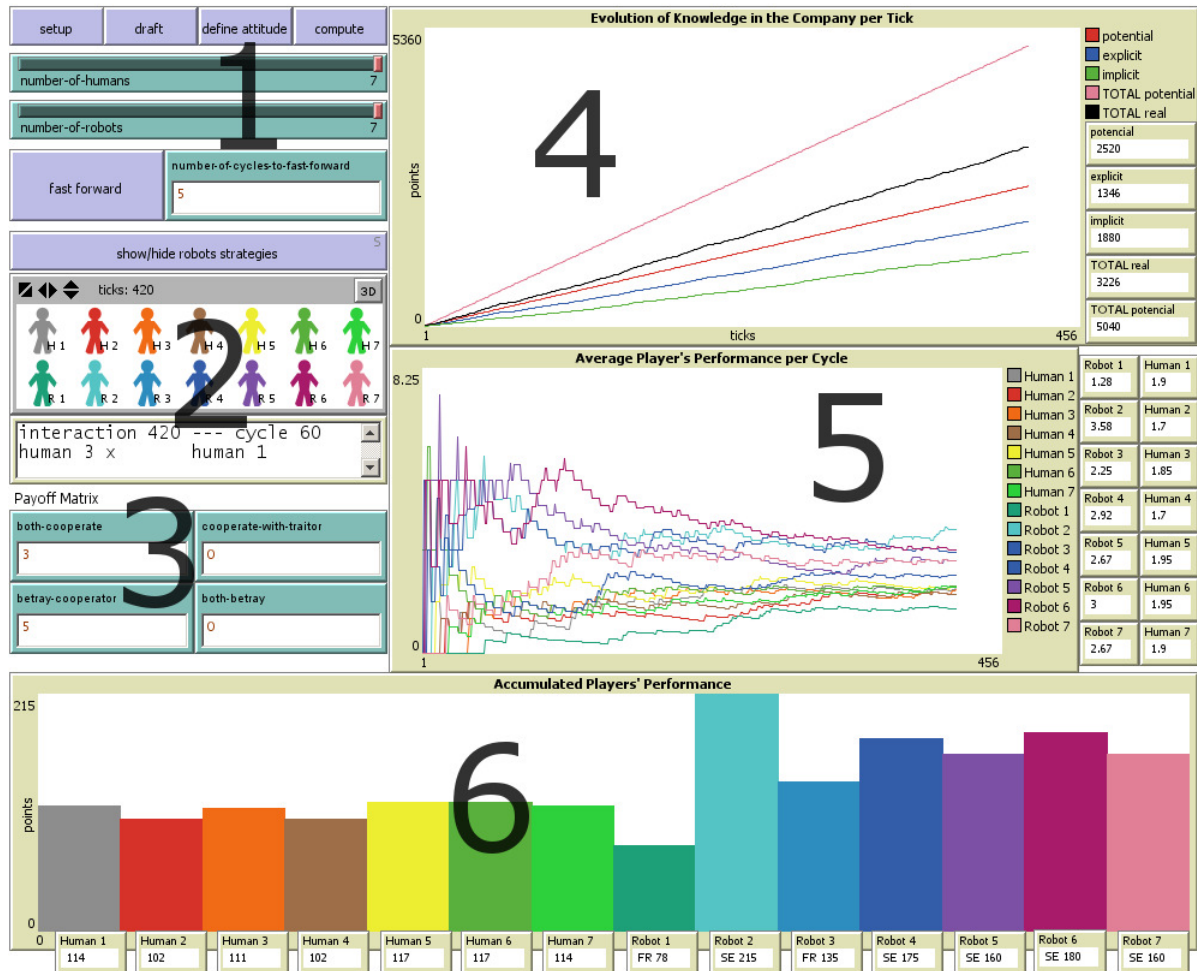 setup draft define attitude compute
number-of-humans 7
number-of-robots 7
fast forward
number-of-cycles-to-fast-forward
5
show/hide robots strategies
S
ticks: 420
3D
H 1 H 2 H 3 H 4 H 5 H 6 H 7
R 1 R 2 R 3 R 4 R 5 R 6 R 7
interaction 420 --- cycle 60
human 3 x human 1
Payoff Matrix
both-cooperate
3
cooperate-with-traitor
0
betray-cooperator
5
both-betray
0
1
2
3
Evolution of Knowledge in the Company per Tick
5360
points
0
ticks
456
4
potential
explicit
implicit
TOTAL potential
TOTAL real
potencial
2520
explicit
1346
implicit
1880
TOTAL real
3226
TOTAL potential
5040
Average Player's Performance per Cycle
8.25
0
1
456
5
Human 1
Human 2
Human 3
Human 4
Human 5
Human 6
Human 7
Robot 1
Robot 2
Robot 3
Robot 4
Robot 5
Robot 6
Robot 7
Robot 1 Human 1
1.28 1.9
Robot 2 Human 2
3.58 1.7
Robot 3 Human 3
2.25 1.85
Robot 4 Human 4
2.92 1.7
Robot 5 Human 5
2.67 1.95
Robot 6 Human 6
3 1.95
Robot 7 Human 7
2.67 1.9
Accumulated Players' Performance
215
points
0
0
6
Human 1 Human 2 Human 3 Human 4 Human 5 Human 6 Human 7 Robot 1 Robot 2 Robot 3 Robot 4 Robot 5 Robot 6 Robot 7
114 102 111 102 117 117 114 FR 78 SE 215 FR 135 SE 175 SE 160 SE 180 SE 160